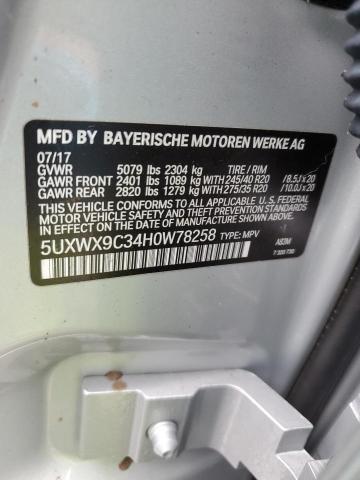 MFD BY BAYERISCHE MOTOREN WERKE AG
07/17
GVWR 5079 lbs 2304 kg TIRE / RIM
GAWR FRONT 2401 lbs 1089 kg WITH 245/40 R20 / 8.5J x 20
GAWR REAR 2820 lbs 1279 kg WITH 275/35 R20 / 10.0J x 20
THIS VEHICLE CONFORMS TO ALL APPLICABLE
FEDERAL MOTOR VEHICLE SAFETY AND THEFT
PREVENTION STANDARDS IN EFFECT ON THE
DATE OF MANUFACTURE SHOWN ABOVE.
5UXWX9C34H0W78258 TYPE: MPV
A83M